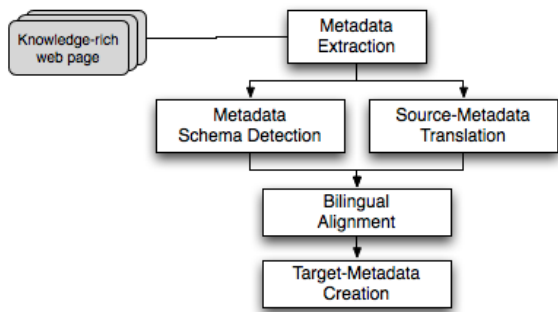 Knowledge-rich
web page
Metadata
Extraction
Metadata
Schema Detection
Source-Metadata
Translation
Bilingual
Alignment
Target-Metadata
Creation